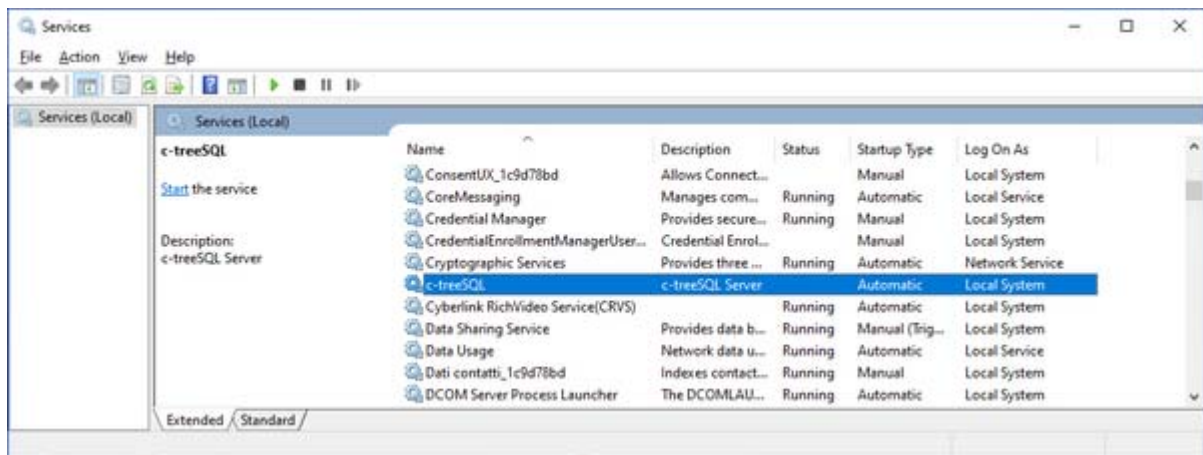 Services
File Action View Help
Services (Local)
Services (Local)
c-treeSQL
Start the service
Description:
c-treeSQL Server
Name Description Status Startup Type Log On As
ConsentUX_1c9d78bd Allows Connect... Manual Local System
CoreMessaging Manages com... Running Automatic Local Service
Credential Manager Provides secure... Running Manual Local System
CredentialEnrollmentManagerUser... Credential Enrol... Manual Local System
Cryptographic Services Provides three ... Running Automatic Network Service
c-treeSQL c-treeSQL Server Automatic Local System
Cyberlink RichVideo Service(CRVS) Running Automatic Local System
Data Sharing Service Provides data b... Running Manual (Trig... Local System
Data Usage Network data u... Running Automatic Local Service
Dati contatti_1c9d78bd Indexes contact... Running Manual Local System
DCOM Server Process Launcher The DCOMLAU... Running Automatic Local System
Extended Standard